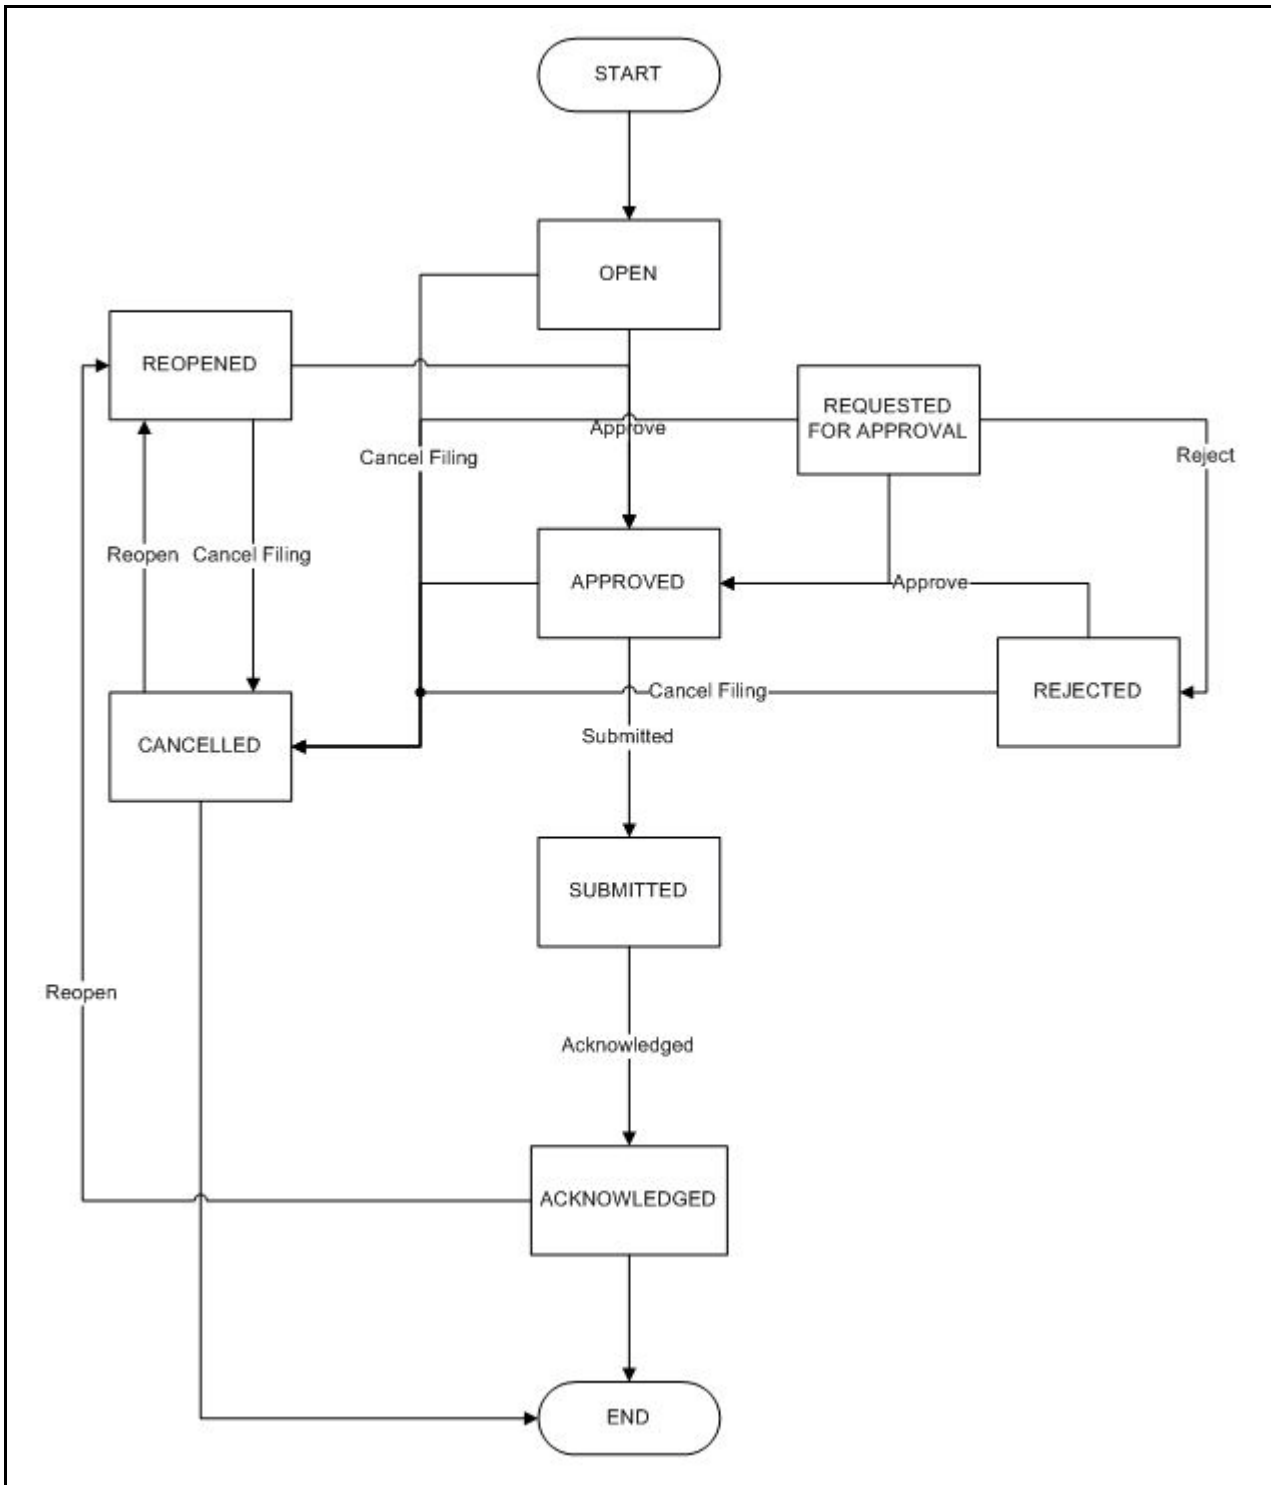 START
OPEN
REOPENED
REQUESTED
FOR APPROVAL
Approve
Cancel Filing
Reject
Reopen
Cancel Filing
APPROVED
Approve
Cancel Filing
REJECTED
Submitted
CANCELLED
SUBMITTED
Reopen
Acknowledged
ACKNOWLEDGED
END